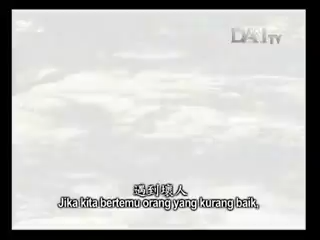 DAAI TV
遇到壞人
Jika kita bertemu orang yang kurang baik,